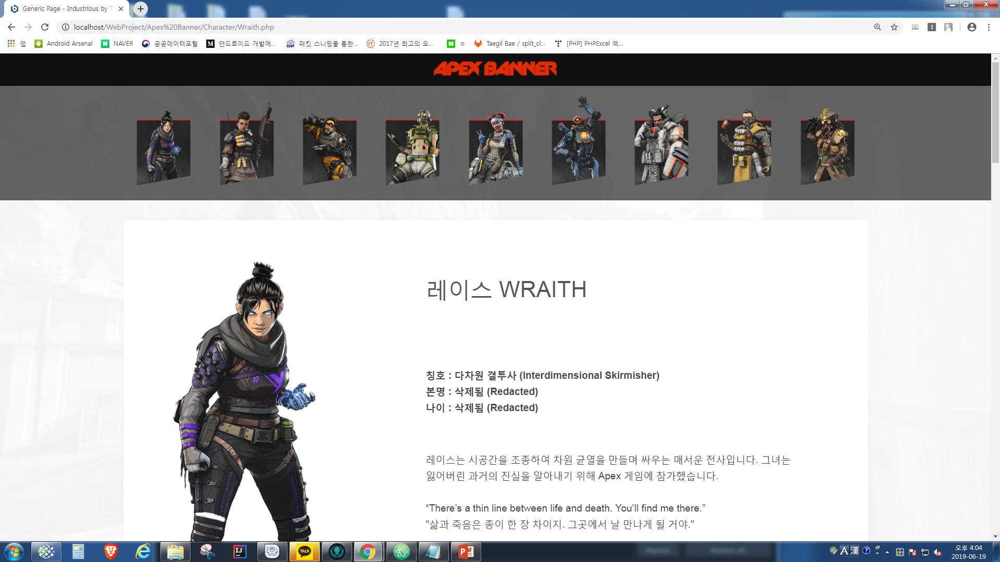 Generic Page - Industrious by T
localhost/WebProject/Apex%20Banner/Character/Wraith.php
앱
Android Arsenal
NAVER
공공데이터포털
안드로이드 개발에...
패킷 스니핑을 통한...
2017년 최고의 오...
ㅇ
Taegil Bae / split_cl...
[PHP] PHPExcel 엑...
APEX BANNER
레이스 WRAITH
칭호 : 다차원 결투사 (Interdimensional Skirmisher)
본명 : 삭제됨 (Redacted)
나이 : 삭제됨 (Redacted)
레이스는 시공간을 조종하여 차원 균열을 만들며 싸우는 매서운 전사입니다. 그녀는
잃어버린 과거의 진실을 알아내기 위해 Apex 게임에 참가했습니다.
“There’s a thin line between life and death. You’ll find me there.”
"삶과 죽음은 종이 한 장 차이지. 그곳에서 날 만나게 될 거야."
IJ
TALK
A 漢
오후 4:04
2019-06-19